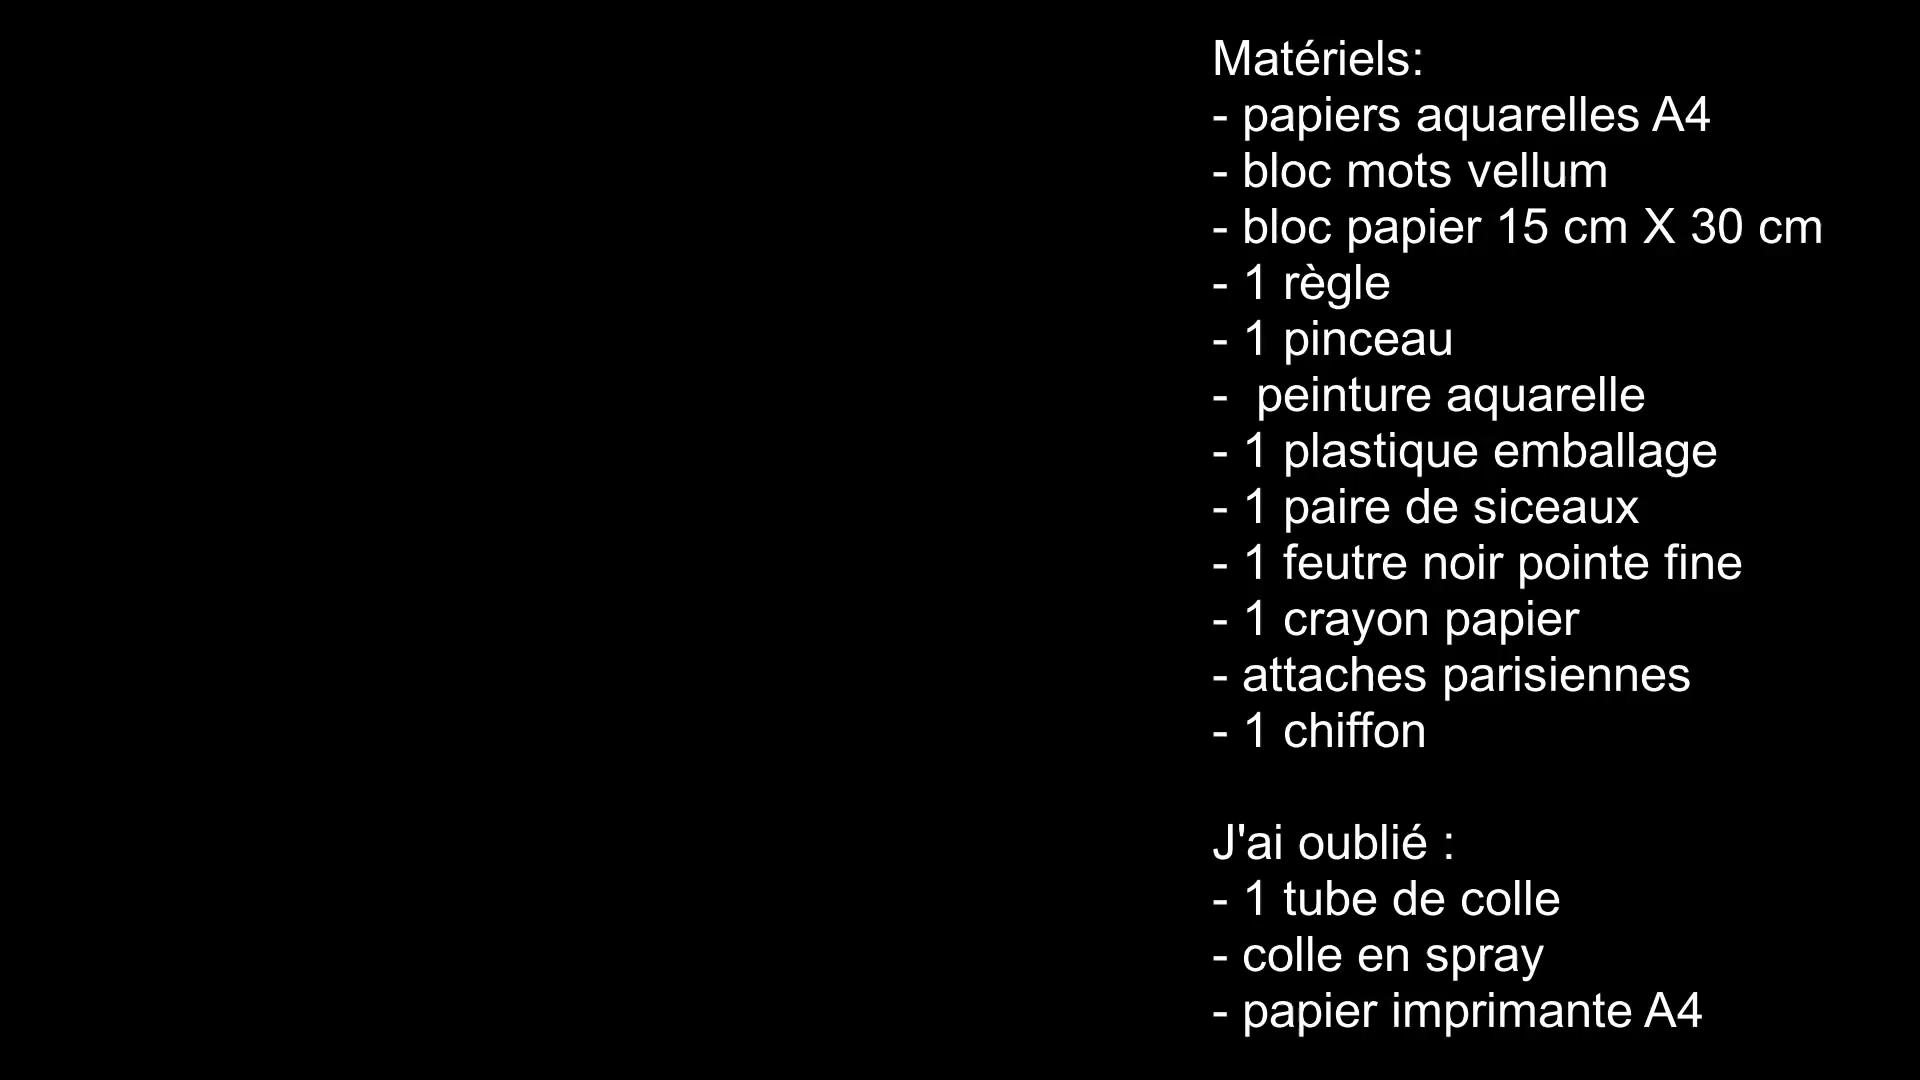 Matériels:
- papiers aquarelles A4
- bloc mots vellum
- bloc papier 15 cm X 30 cm
- 1 règle
- 1 pinceau
-  peinture aquarelle
- 1 plastique emballage
- 1 paire de siceaux
- 1 feutre noir pointe fine
- 1 crayon papier
- attaches parisiennes
- 1 chiffon
J'ai oublié :
- 1 tube de colle
- colle en spray
- papier imprimante A4